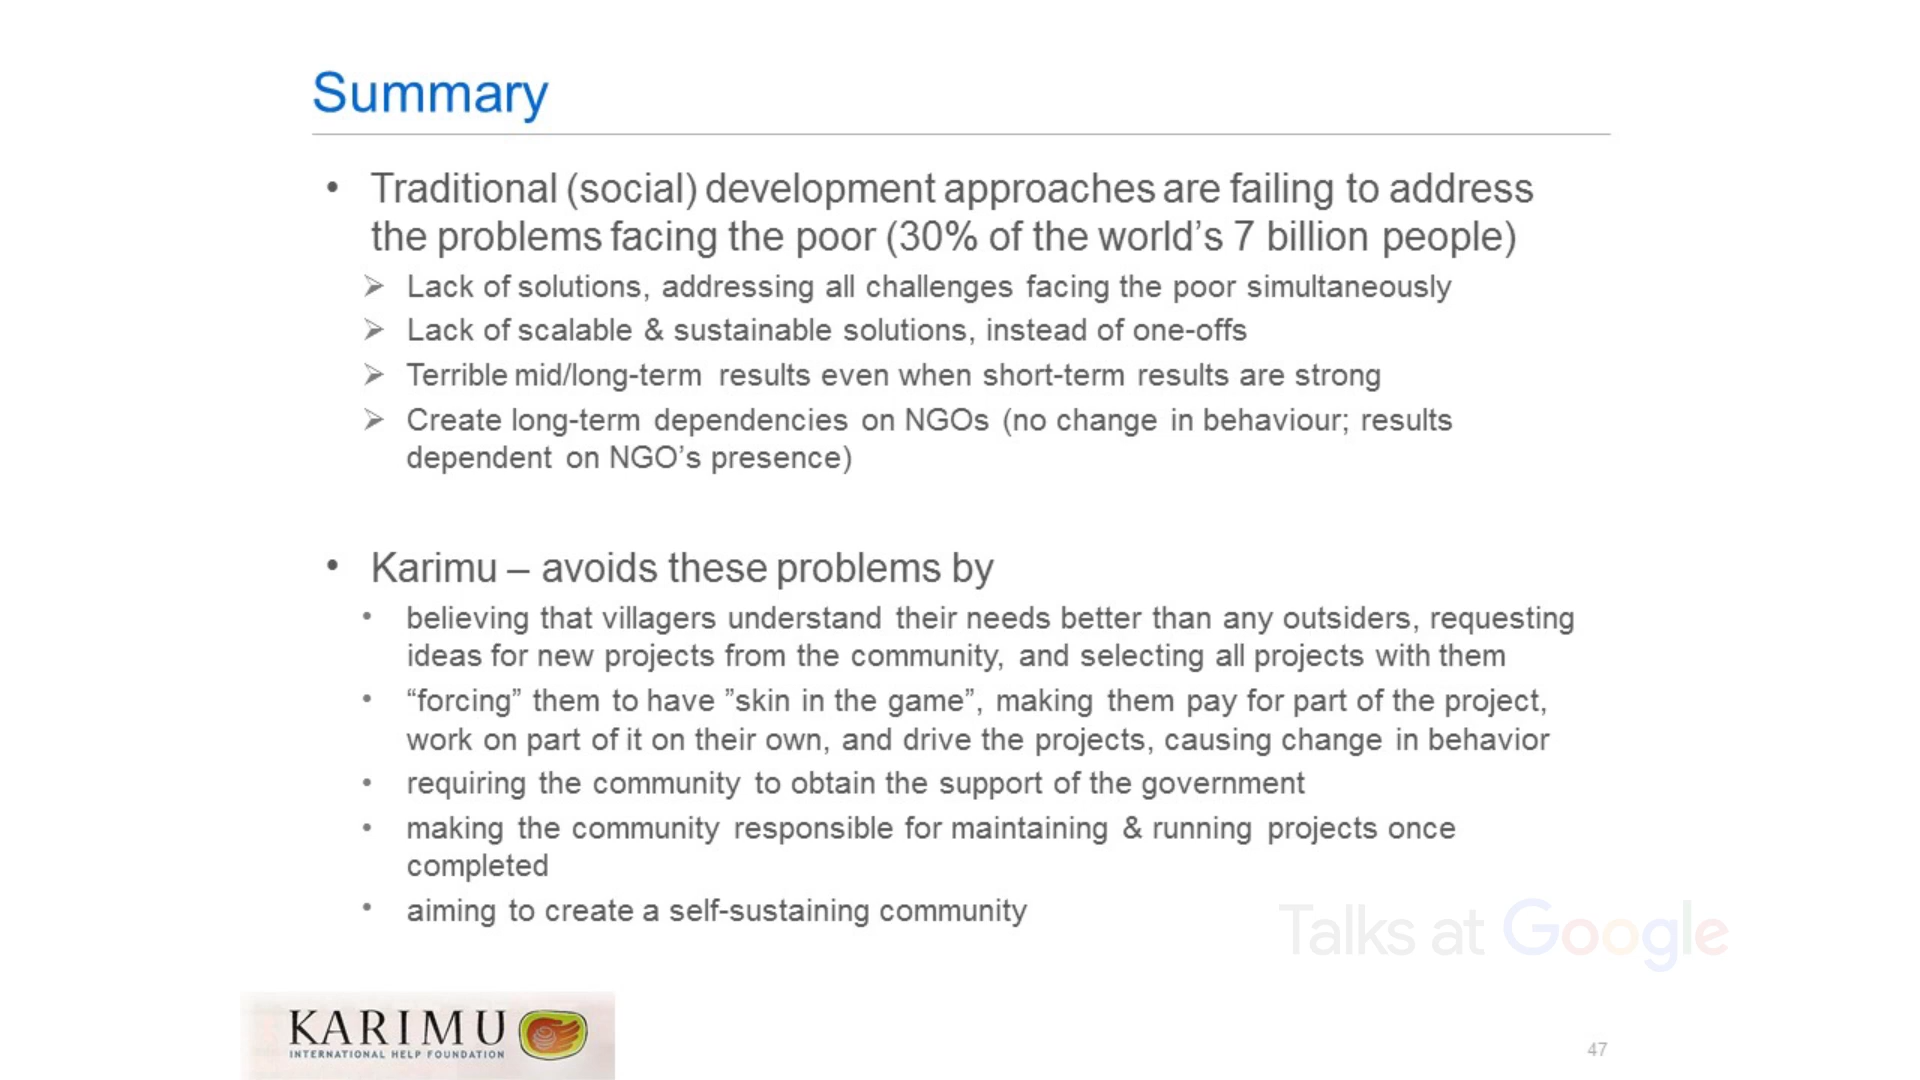 Summary
• Traditional (social) development approaches are failing to address
the problems facing the poor (30% of the world’s 7 billion people)
➢ Lack of solutions, addressing all challenges facing the poor simultaneously
➢ Lack of scalable & sustainable solutions, instead of one-offs
➢ Terrible mid/long-term results even when short-term results are strong
➢ Create long-term dependencies on NGOs (no change in behaviour; results
dependent on NGO’s presence)
• Karimu – avoids these problems by
• believing that villagers understand their needs better than any outsiders, requesting
ideas for new projects from the community, and selecting all projects with them
• “forcing” them to have ”skin in the game”, making them pay for part of the project,
work on part of it on their own, and drive the projects, causing change in behavior
• requiring the community to obtain the support of the government
• making the community responsible for maintaining & running projects once
completed
• aiming to create a self-sustaining community
Talks at Google
KARIMU
INTERNATIONAL HELP FOUNDATION
47